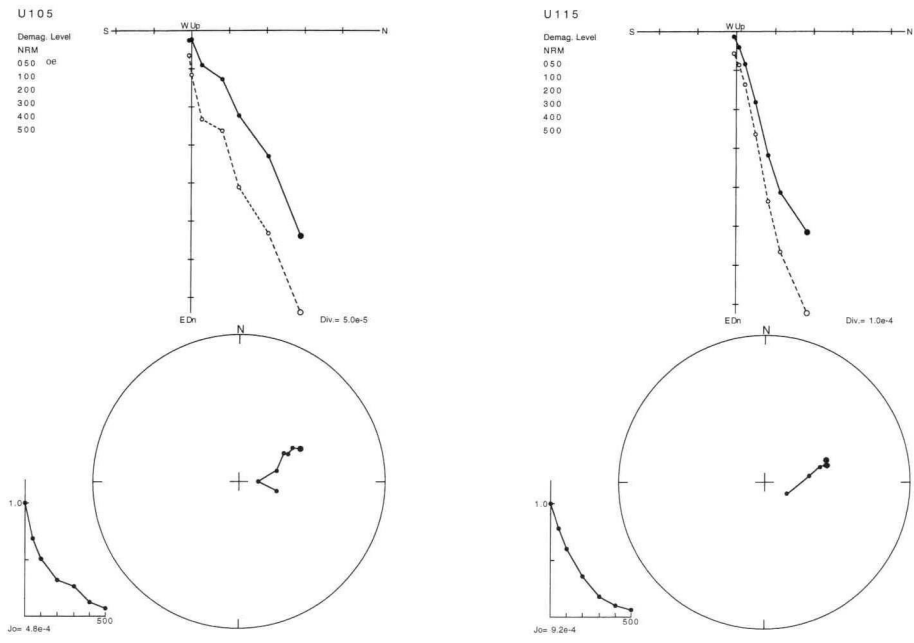 U105
Demag. Level
NRM
050 oe
100
200
300
400
500
S
W Up
N
E Dn
Div.= 5.0e-5
N
1.0
500
Jo= 4.8e-4
U115
Demag. Level
NRM
050
100
200
300
400
500
S
W Up
N
E Dn
Div.= 1.0e-4
N
1.0
500
Jo= 9.2e-4